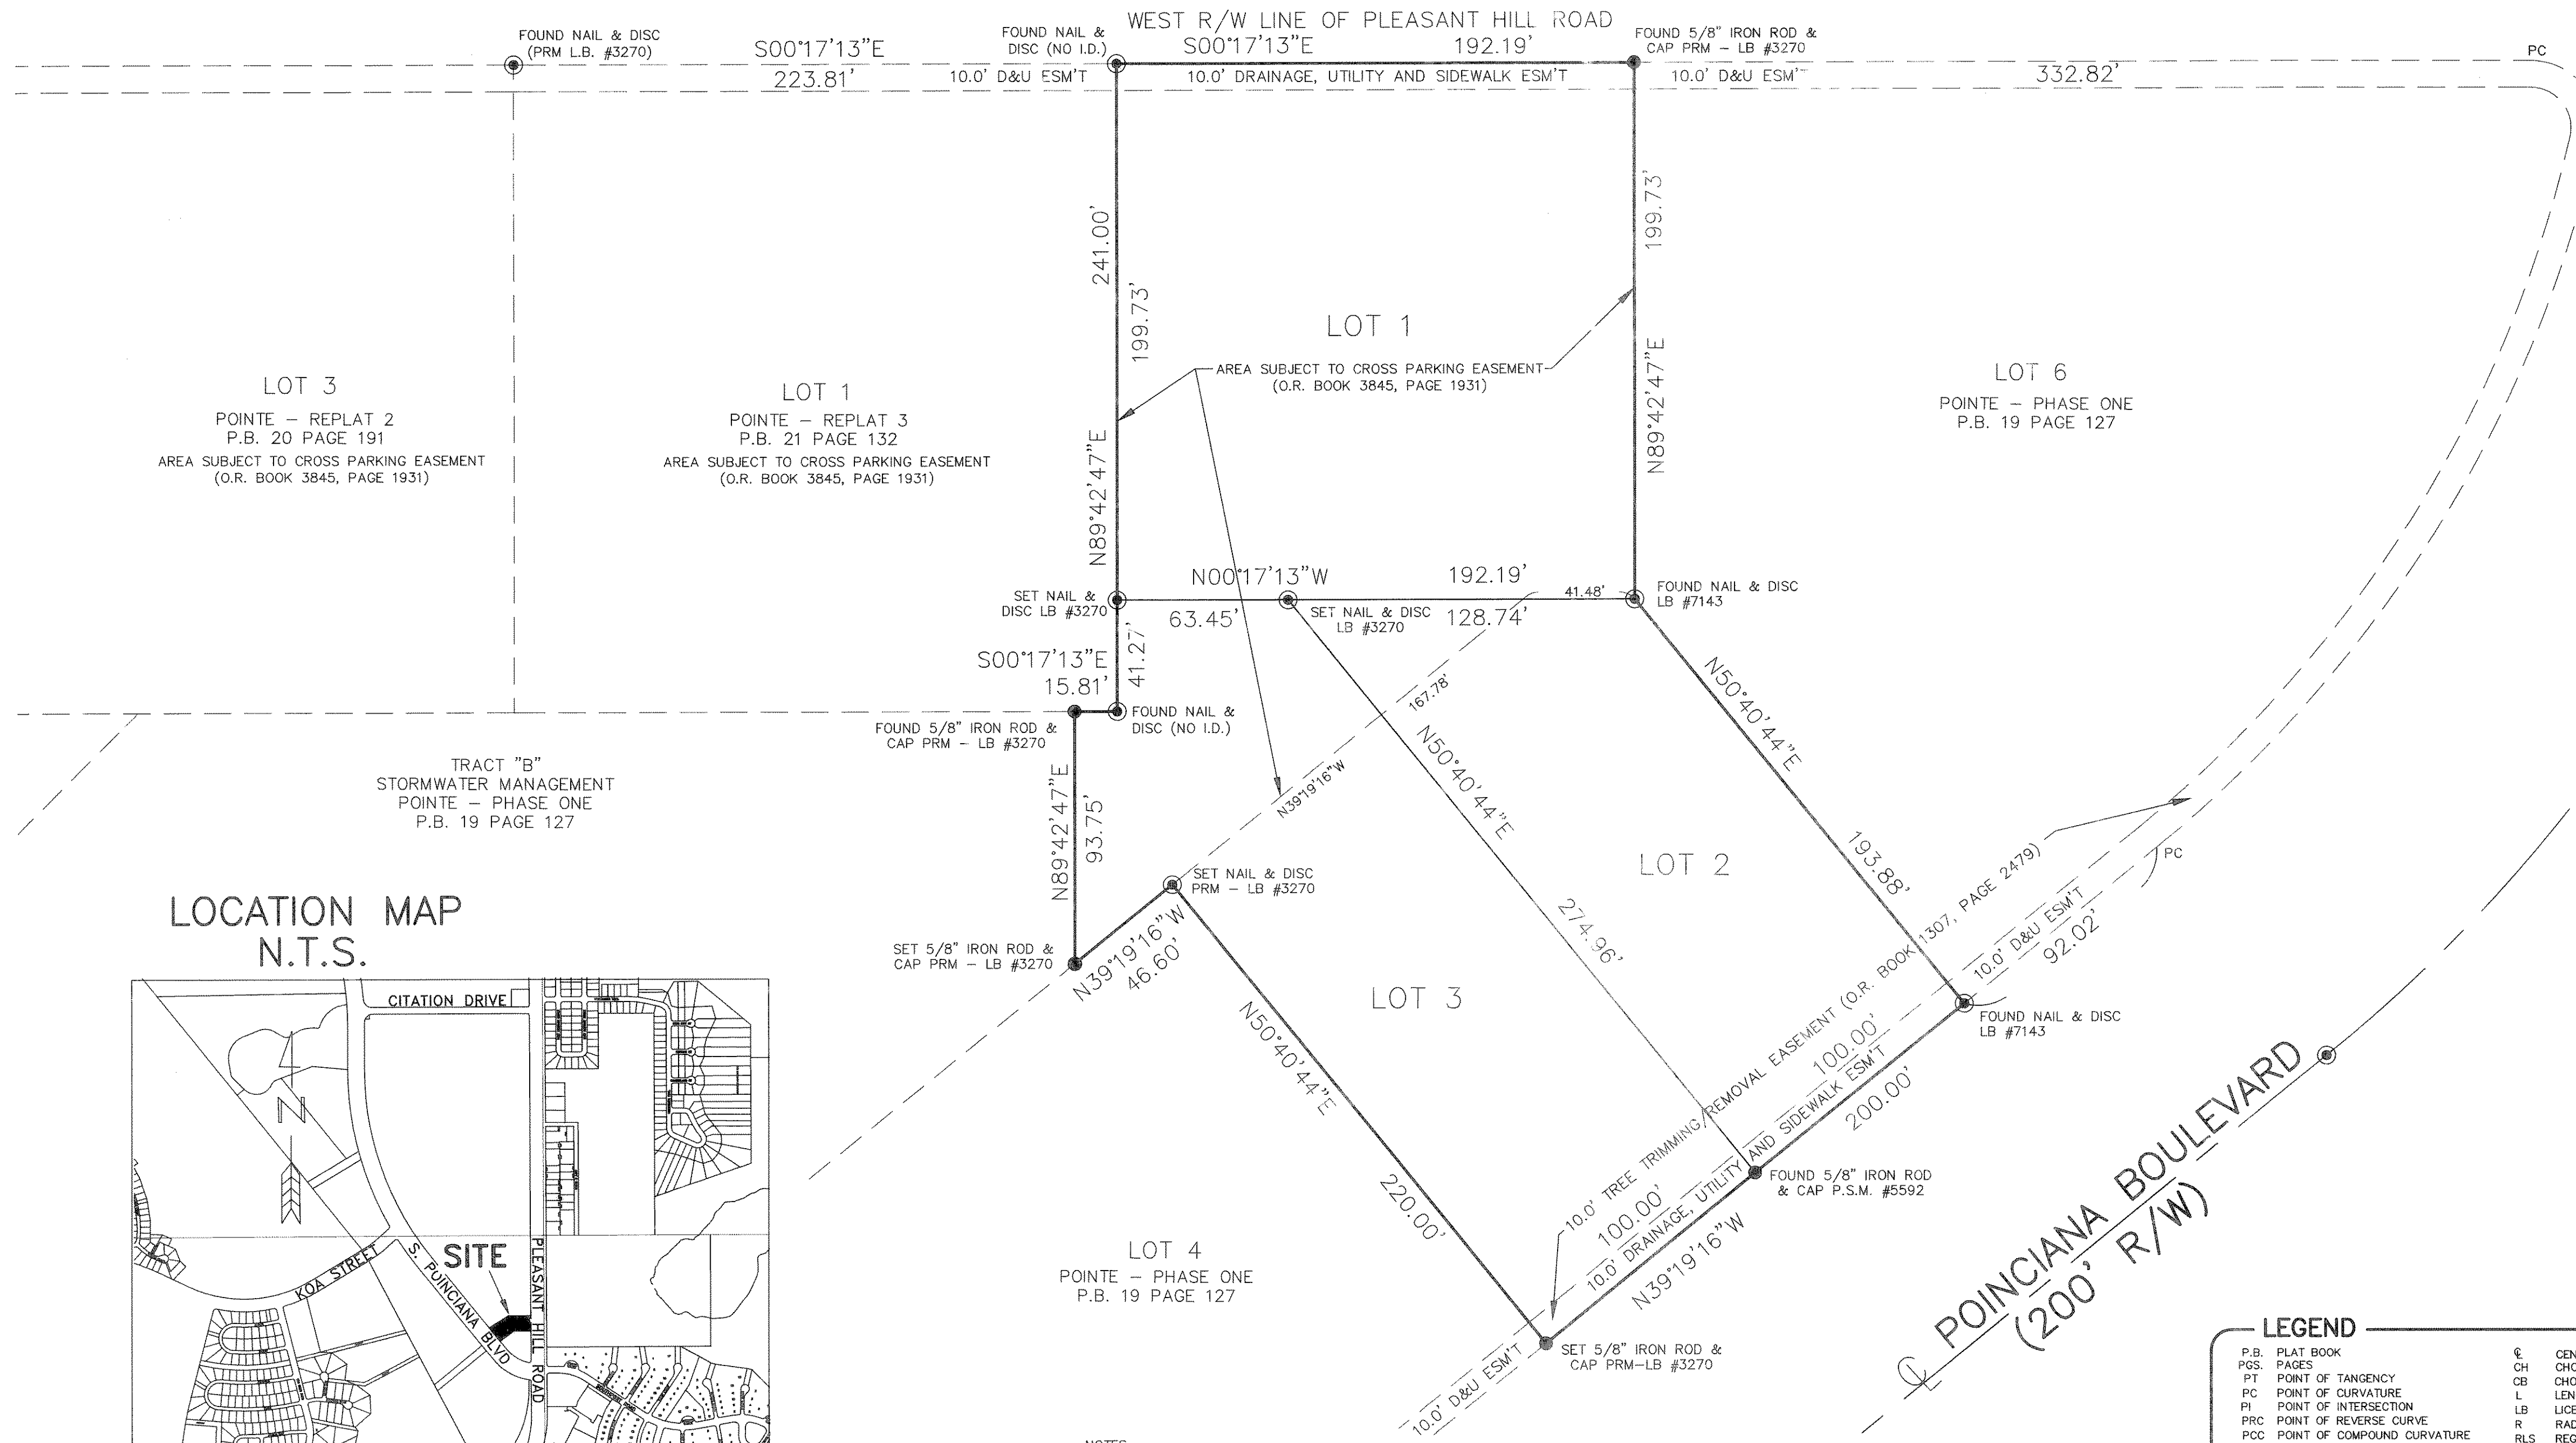 WEST R/W LINE OF PLEASANT HILL ROAD
FOUND NAIL & DISC
(PRM L.B. #3270)
S00°17'13"E
223.81'
FOUND NAIL &
DISC (NO I.D.)
S00°17'13"E 192.19'
FOUND 5/8" IRON ROD &
CAP PRM – LB #3270
PC
10.0' D&U ESM'T
10.0' DRAINAGE, UTILITY AND SIDEWALK ESM'T
10.0' D&U ESM'T
332.82'
241.00'
199.73'
N89°42'47"E
199.73'
N89°42'47"E
LOT 1
AREA SUBJECT TO CROSS PARKING EASEMENT
(O.R. BOOK 3845, PAGE 1931)
LOT 3
POINTE – REPLAT 2
P.B. 20 PAGE 191
AREA SUBJECT TO CROSS PARKING EASEMENT
(O.R. BOOK 3845, PAGE 1931)
LOT 1
POINTE – REPLAT 3
P.B. 21 PAGE 132
AREA SUBJECT TO CROSS PARKING EASEMENT
(O.R. BOOK 3845, PAGE 1931)
LOT 6
POINTE – PHASE ONE
P.B. 19 PAGE 127
SET NAIL &
DISC LB #3270
N00°17'13"W 192.19'
63.45'
SET NAIL & DISC
LB #3270
128.74'
41.48'
FOUND NAIL & DISC
LB #7143
S00°17'13"E
15.81'
41.27'
FOUND 5/8" IRON ROD &
CAP PRM – LB #3270
FOUND NAIL &
DISC (NO I.D.)
167.78'
N39°19'16"W
N50°40'44"E
193.88'
N50°40'44"E
274.96'
TRACT "B"
STORMWATER MANAGEMENT
POINTE – PHASE ONE
P.B. 19 PAGE 127
N89°42'47"E
93.75'
SET NAIL & DISC
PRM – LB #3270
SET 5/8" IRON ROD &
CAP PRM – LB #3270
N39°19'16"W
46.60'
LOT 2
LOT 3
N50°40'44"E
220.00'
PC
10.0' D&U ESM'T
92.02'
FOUND NAIL & DISC
LB #7143
10.0' TREE TRIMMING/REMOVAL EASEMENT (O.R. BOOK 1307, PAGE 2479)
100.00'
100.00'
10.0' DRAINAGE, UTILITY AND SIDEWALK ESM'T
200.00'
N39°19'16"W
FOUND 5/8" IRON ROD
& CAP P.S.M. #5592
SET 5/8" IRON ROD &
CAP PRM–LB #3270
10.0' D&U ESM'T
LOT 4
POINTE – PHASE ONE
P.B. 19 PAGE 127
℄ POINCIANA BOULEVARD
(200' R/W)
LOCATION MAP
N.T.S.
CITATION DRIVE
N
KOA STREET
S. POINCIANA BLVD
SITE
PLEASANT HILL ROAD
NOTES
LEGEND
P.B. PLAT BOOK
PGS. PAGES
PT POINT OF TANGENCY
PC POINT OF CURVATURE
PI POINT OF INTERSECTION
PRC POINT OF REVERSE CURVE
PCC POINT OF COMPOUND CURVATURE
℄ CEN
CH CHO
CB CHO
L LEN
LB LICE
R RAD
RLS REG